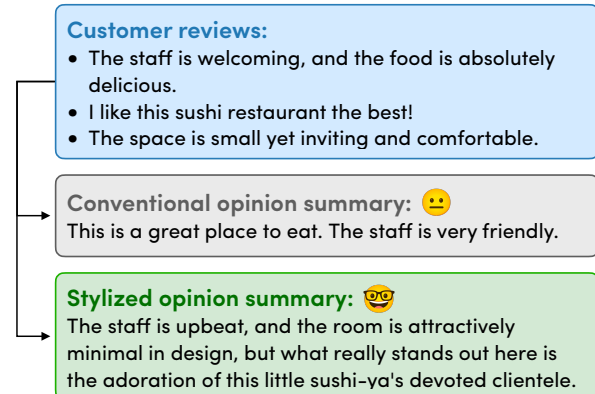 Customer reviews:
• The staff is welcoming, and the food is absolutely
delicious.
• I like this sushi restaurant the best!
• The space is small yet inviting and comfortable.
Conventional opinion summary: 😐
This is a great place to eat. The staff is very friendly.
Stylized opinion summary: 🤓
The staff is upbeat, and the room is attractively
minimal in design, but what really stands out here is
the adoration of this little sushi-ya's devoted clientele.